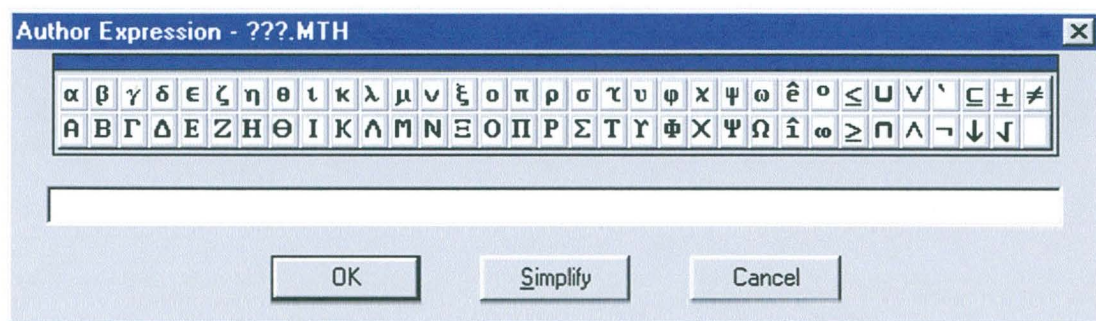 Author Expression - ???.MTH
α β γ δ ε ζ η θ ι κ λ μ ν ξ ο π ρ σ τ υ φ χ ψ ω ê ° ≤ ∪ ∨ ` ⊆ ± ≠
Α Β Γ Δ Ε Ζ Η Θ Ι Κ Λ Μ Ν Ξ Ο Π Ρ Σ Τ Υ Φ Χ Ψ Ω î ∞ ≥ ∩ ∧ ¬ ↓ √
OK Simplify Cancel